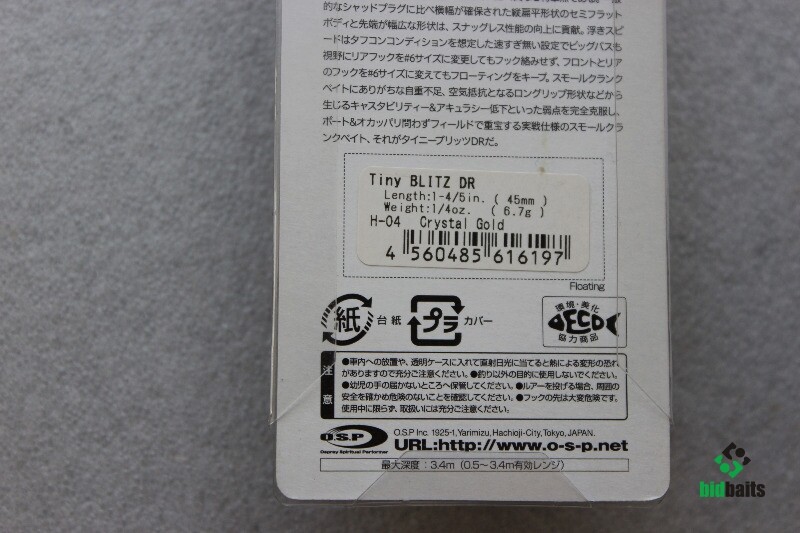 的なシャッドプラグに比べ横幅が確保された縦扁平形状のセミフラット
ボディと先端が幅広な形状は、スナッグレス性能の向上に貢献。浮きスピ
ードはタフコンコンディションを想定した速すぎ無い設定でビッグバスも
視野にリアフックを#6サイズに変更してもフック絡みせず、フロントとリア
のフックを#6サイズに変えてもフローティングをキープ。スモールクランク
ベイトにありがちな自重不足、空気抵抗となるロングリップ形状などから
生じるキャスタビリティー&アキュラシー低下といった弱点を完全克服し、
ボート&オカッパリ問わずフィールドで重宝する実戦仕様のスモールクラ
ンクベイト、それがタイニーブリッツDRだ。
Tiny BLITZ DR
Length:1-4/5in. ( 45mm )
Weight:1/4oz. ( 6.7g )
H-04 Crystal Gold
4 560485 616197
Floating
紙 台紙 プラ カバー
環境・美化
DECO
協力商品
注意
●車内への放置や、透明ケースに入れて直射日光に当てると熱による変形の恐れ
がありますので充分ご注意ください。●釣り以外の目的に使用しないでください。
●幼児の手の届かないところへ保管してください。●ルアーを投げる場合、周囲の
安全を確かめ危険のないことを確認してください。●フックの先は大変危険です。
使用中に限らず、取扱いには充分ご注意ください。
O.S.P
Osprey Spiritual Performer
O.S.P Inc. 1925-1,Yarimizu,Hachioji-City,Tokyo,JAPAN.
URL:http://www.o-s-p.net
最大深度：3.4m（0.5～3.4m有効レンジ）
bidbaits